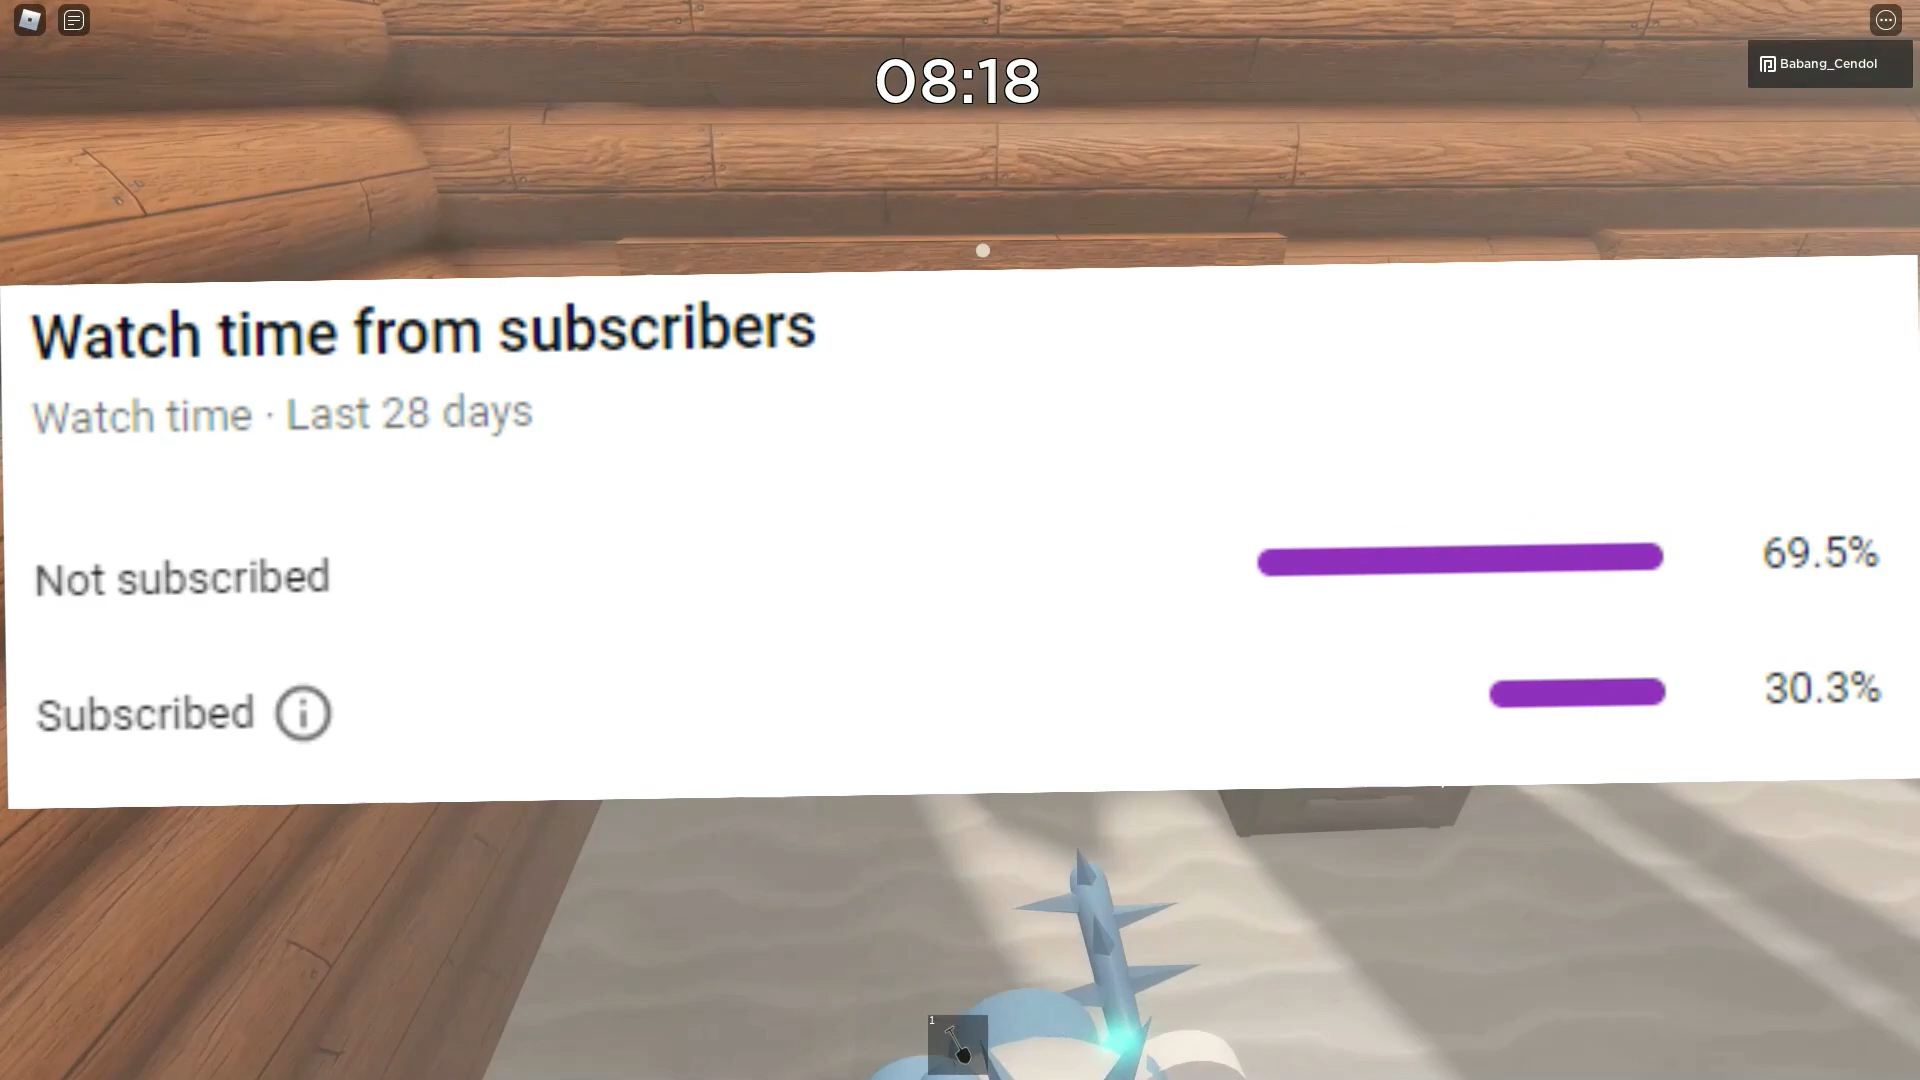 08:18
Babang_Cendol
Watch time from subscribers
Watch time · Last 28 days
Not subscribed 69.5%
Subscribed 30.3%
1